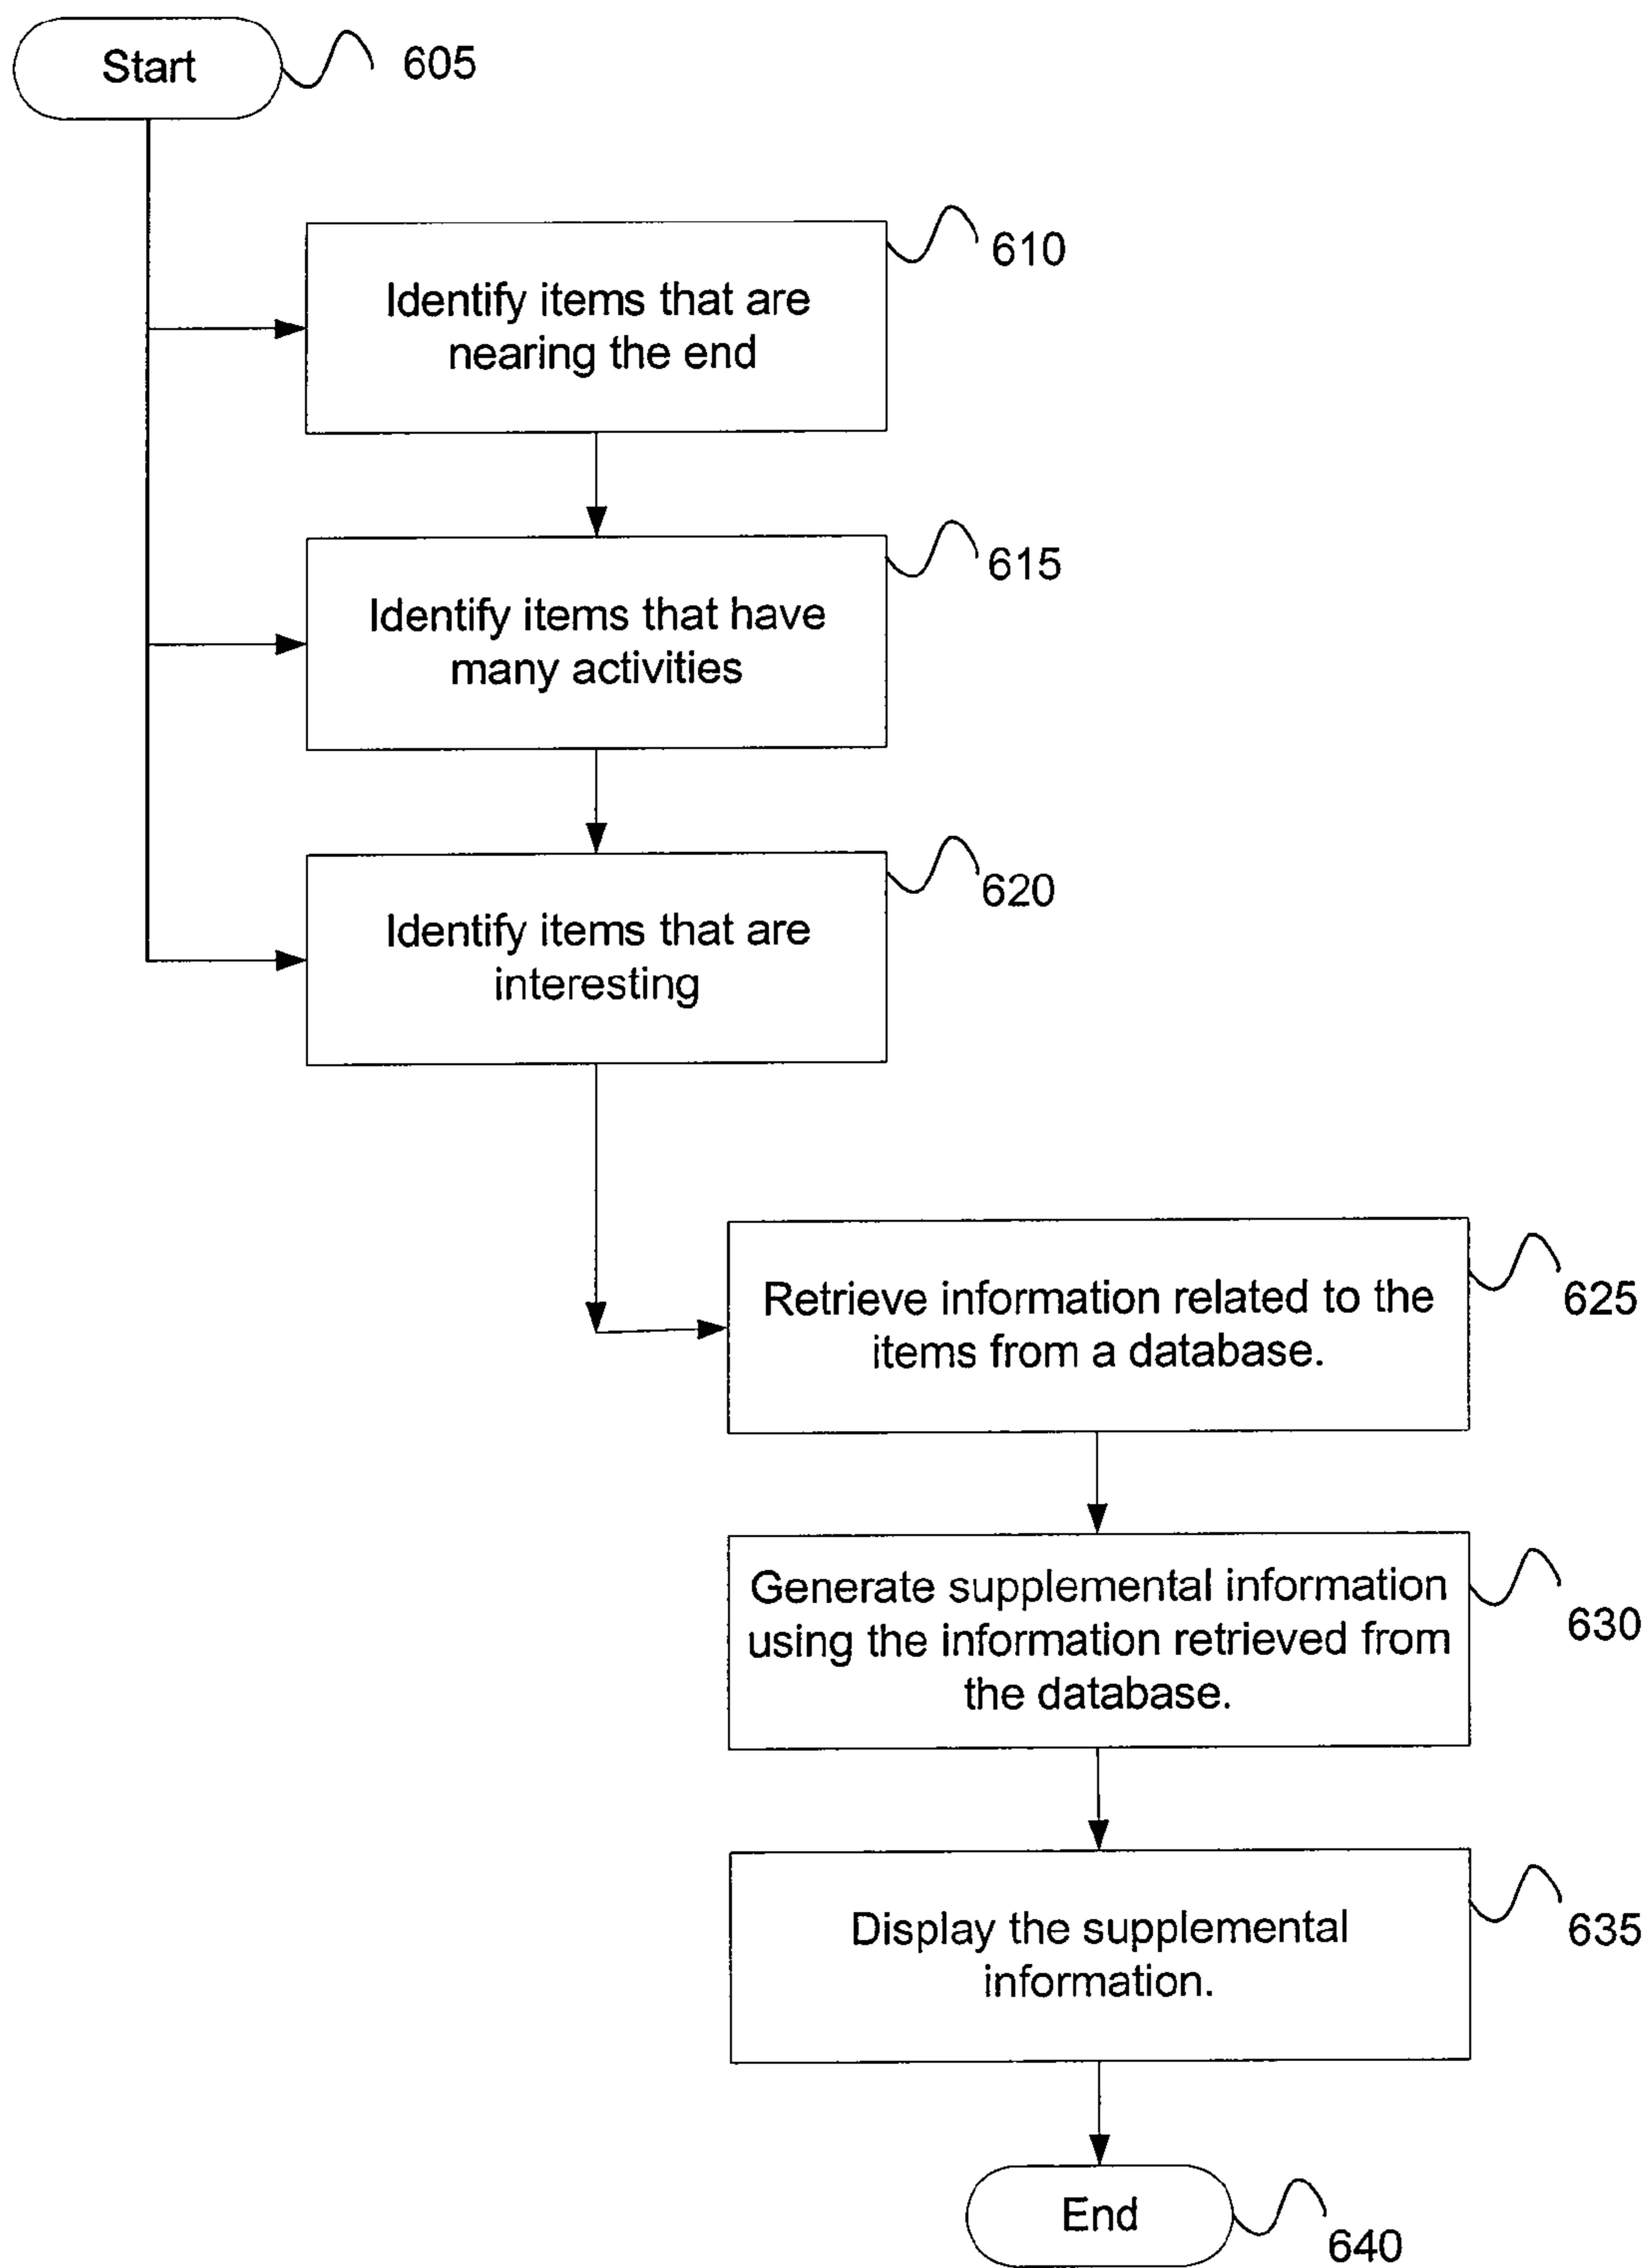 Start
605
610
Identify items that are
nearing the end
615
Identify items that have
many activities
620
Identify items that are
interesting
625
Retrieve information related to the
items from a database.
630
Generate supplemental information
using the information retrieved from
the database.
635
Display the supplemental
information.
End
640